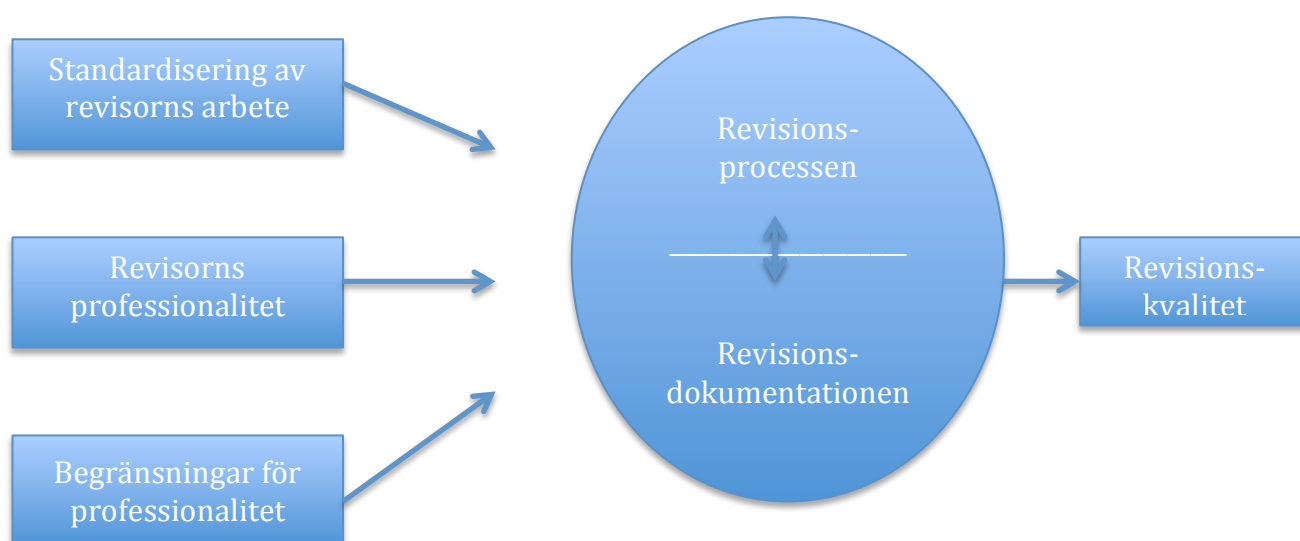 Standardisering av
revisorns arbete
Revisorns
professionalitet
Begränsningar för
professionalitet
Revisions-
processen
Revisions-
dokumentationen
Revisions-
kvalitet